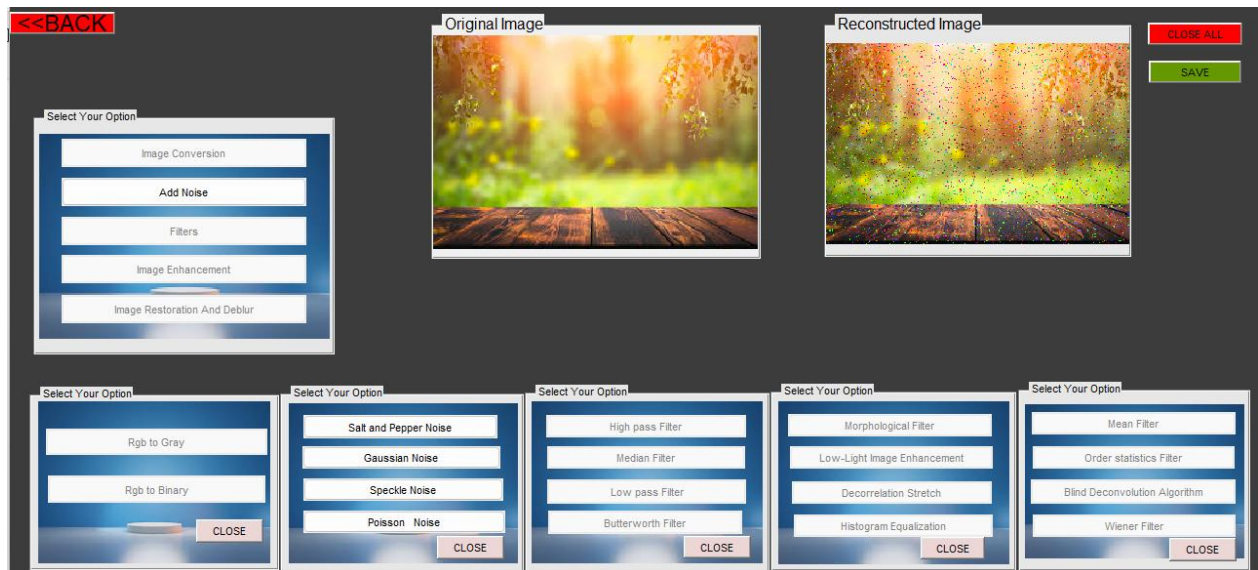 <<BACK
Original Image
Reconstructed Image
CLOSE ALL
SAVE
Select Your Option
Image Conversion
Add Noise
Filters
Image Enhancement
Image Restoration And Deblur
Select Your Option
Rgb to Gray
Rgb to Binary
CLOSE
Select Your Option
Salt and Pepper Noise
Gaussian Noise
Speckle Noise
Poisson Noise
CLOSE
Select Your Option
High pass Filter
Median Filter
Low pass Filter
Butterworth Filter
CLOSE
Select Your Option
Morphological Filter
Low-Light Image Enhancement
Decorrelation Stretch
Histogram Equalization
CLOSE
Select Your Option
Mean Filter
Order statistics Filter
Blind Deconvolution Algorithm
Wiener Filter
CLOSE